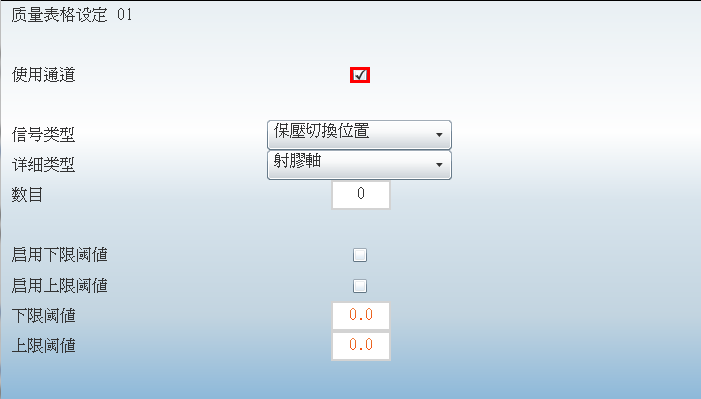 质量表格设定 01
使用通道
信号类型 保壓切換位置
详细类型 射膠軸
数目 0
启用下限阈值
启用上限阈值
下限阈值 0.0
上限阈值 0.0